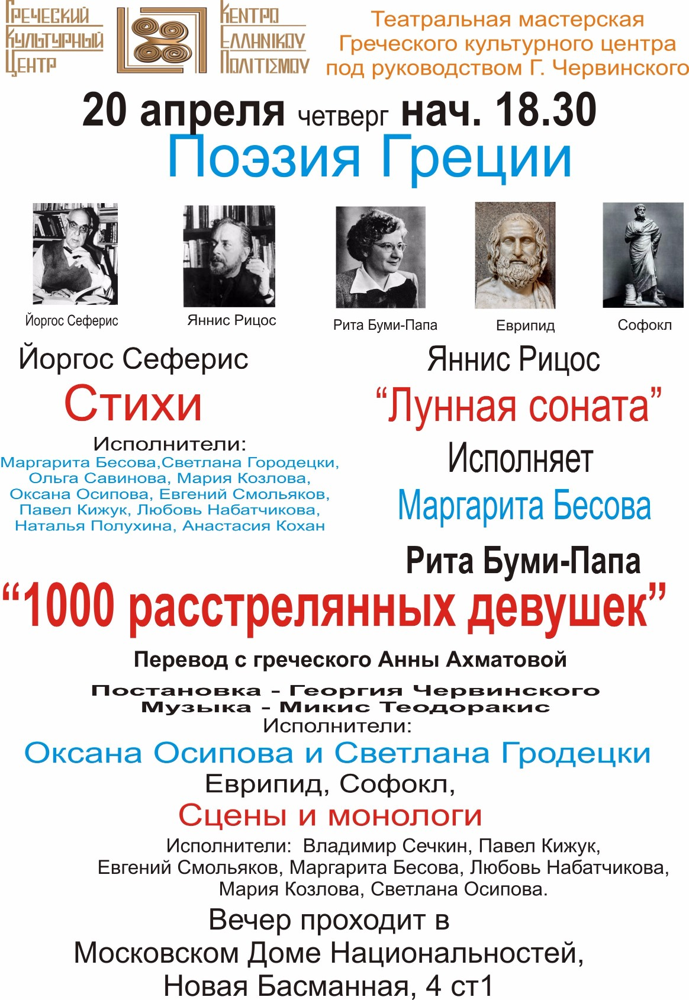 Греческий
Культурный
Центр
Κεντρο
Ελληνικου
Πολιτισμου
Театральная мастерская
Греческого культурного центра
под руководством Г. Червинского
20 апреля четверг нач. 18.30
Поэзия Греции
Йоргос Сеферис
Яннис Рицос
Рита Буми-Папа
Еврипид
Софокл
Йоргос Сеферис
Стихи
Исполнители:
Маргарита Бесова,Светлана Городецки,
Ольга Савинова, Мария Козлова,
Оксана Осипова, Евгений Смольяков,
Павел Кижук, Любовь Набатчикова,
Наталья Полухина, Анастасия Кохан
Яннис Рицос
“Лунная соната”
Исполняет
Маргарита Бесова
Рита Буми-Папа
“1000 расстрелянных девушек”
Перевод с греческого Анны Ахматовой
Постановка - Георгия Червинского
Музыка - Микис Теодоракис
Исполнители:
Оксана Осипова и Светлана Гродецки
Еврипид, Софокл,
Сцены и монологи
Исполнители: Владимир Сечкин, Павел Кижук,
Евгений Смольяков, Маргарита Бесова, Любовь Набатчикова,
Мария Козлова, Светлана Осипова.
Вечер проходит в
Московском Доме Национальностей,
Новая Басманная, 4 ст1